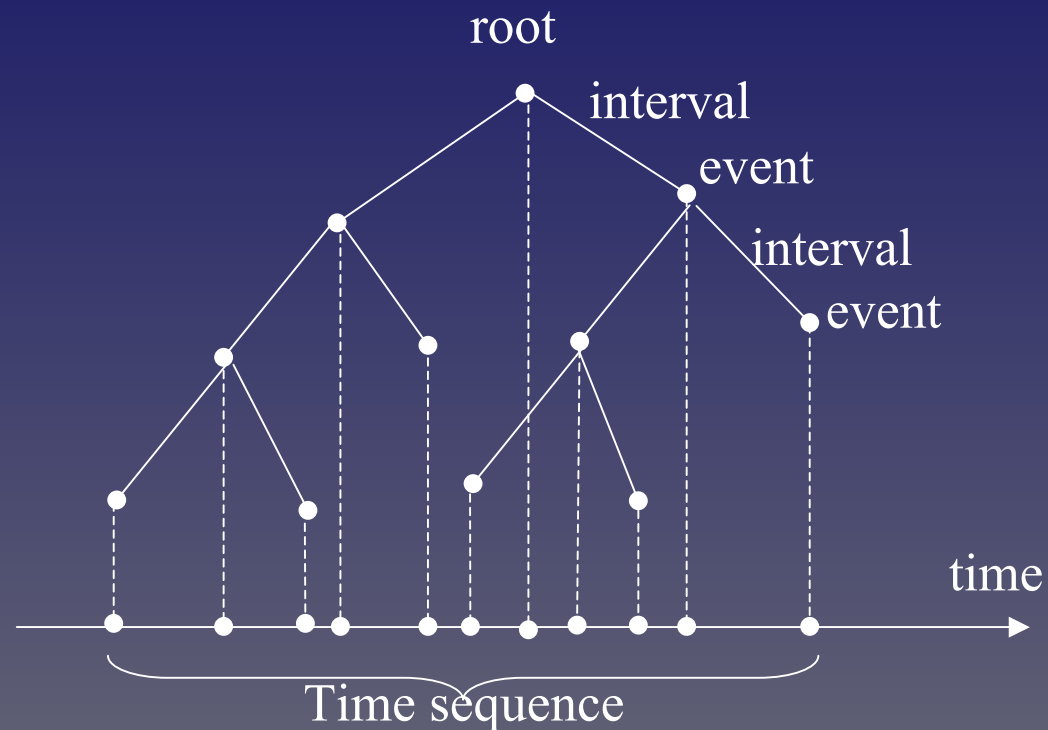 root
interval
event
interval
event
time
Time sequence